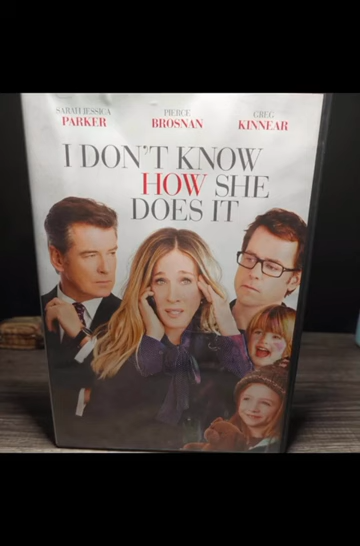 SARAH JESSICA PIERCE GREG
PARKER BROSNAN KINNEAR
I DON'T KNOW
HOW SHE
DOES IT